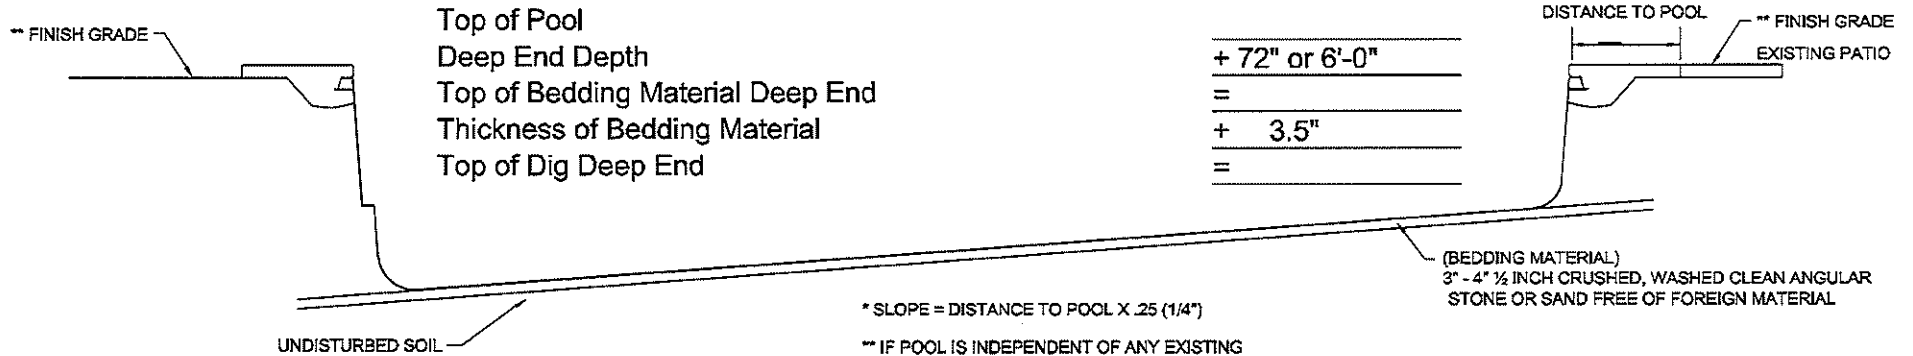 Top of Pool
Deep End Depth + 72" or 6'-0"
Top of Bedding Material Deep End =
Thickness of Bedding Material + 3.5"
Top of Dig Deep End =
** FINISH GRADE
DISTANCE TO POOL
** FINISH GRADE
EXISTING PATIO
(BEDDING MATERIAL)
3" - 4" ½ INCH CRUSHED, WASHED CLEAN ANGULAR
STONE OR SAND FREE OF FOREIGN MATERIAL
* SLOPE = DISTANCE TO POOL X .25 (1/4")
UNDISTURBED SOIL
** IF POOL IS INDEPENDENT OF ANY EXISTING